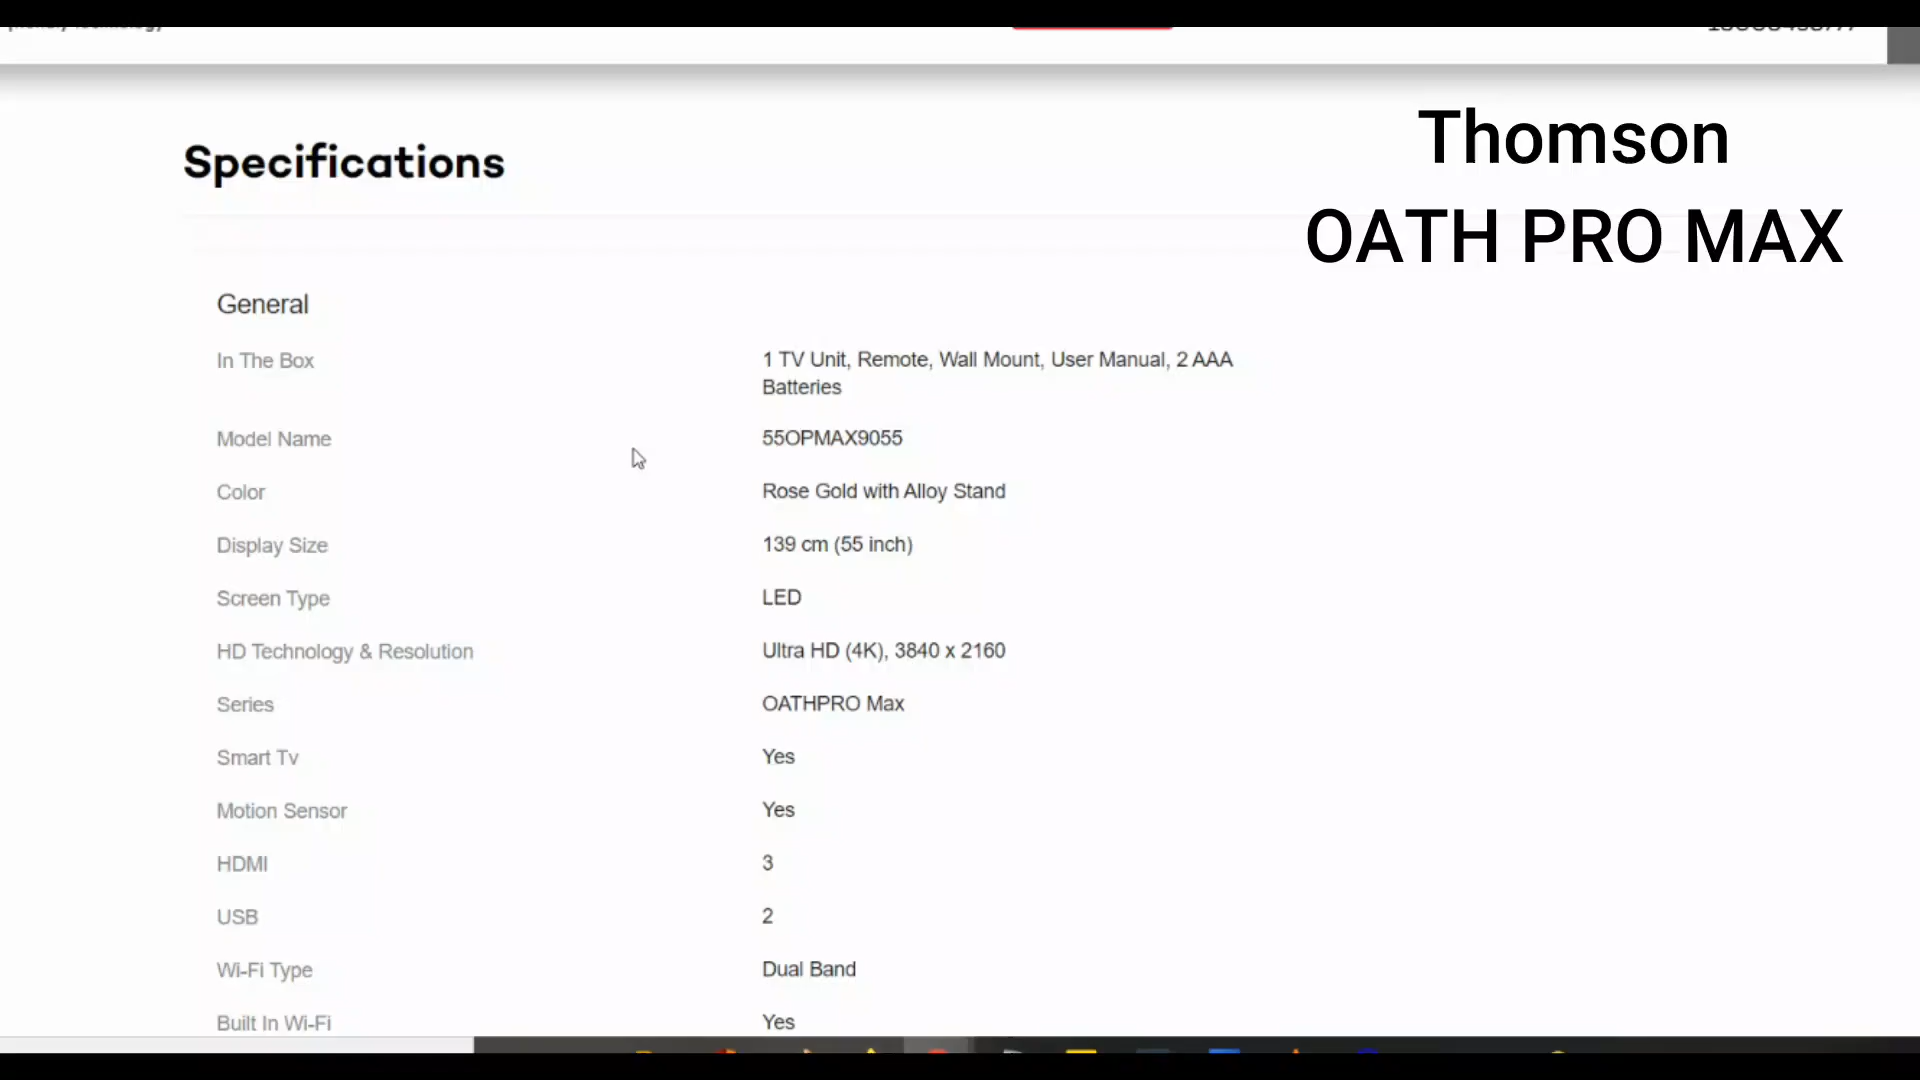 Thomson
OATH PRO MAX
Specifications
General
In The Box
1 TV Unit, Remote, Wall Mount, User Manual, 2 AAA
Batteries
Model Name
55OPMAX9055
Color
Rose Gold with Alloy Stand
Display Size
139 cm (55 inch)
Screen Type
LED
HD Technology & Resolution
Ultra HD (4K), 3840 x 2160
Series
OATHPRO Max
Smart Tv
Yes
Motion Sensor
Yes
HDMI
3
USB
2
Wi-Fi Type
Dual Band
Built In Wi-Fi
Yes